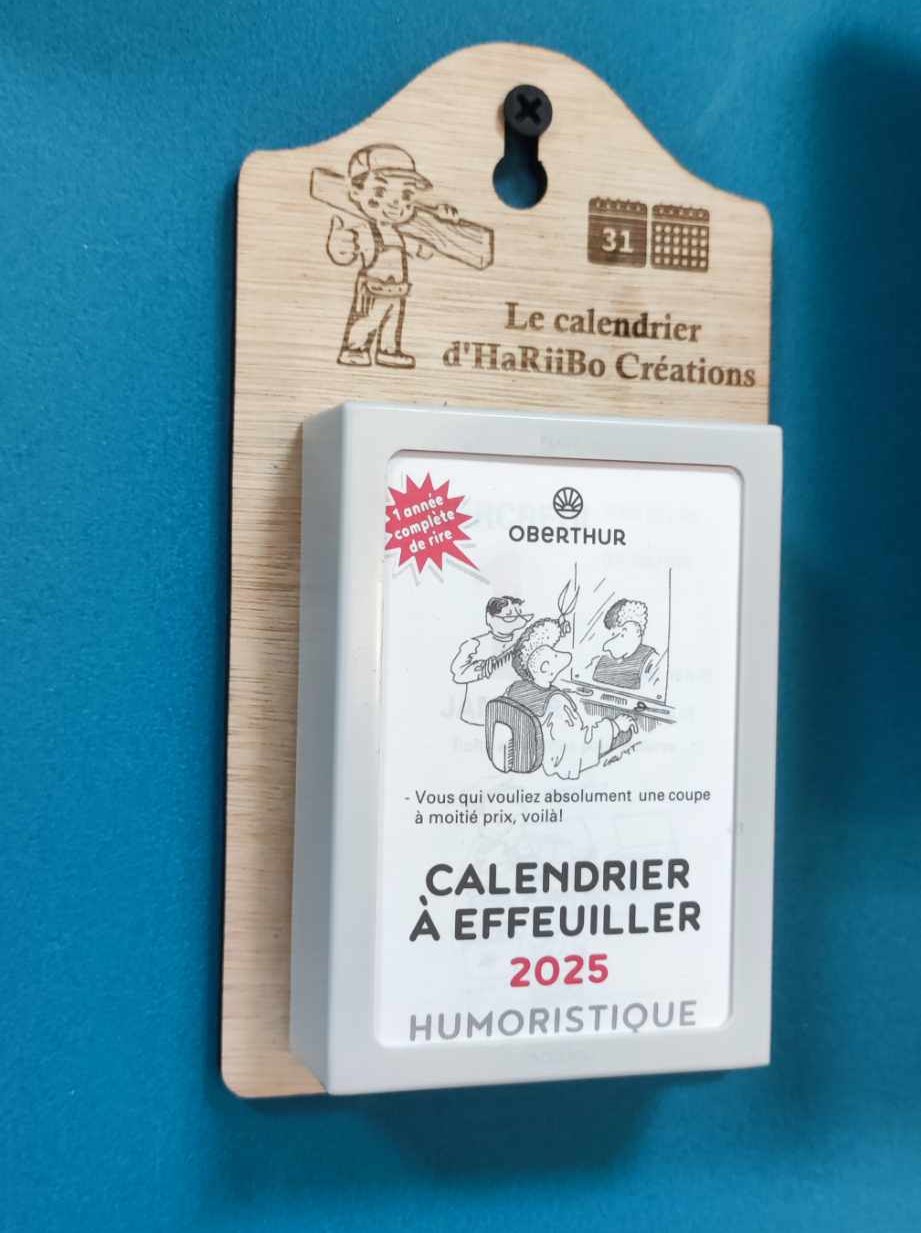 31
Le calendrier
d'HaRiiBo Créations
1 année
complète
de rire
OBERTHUR
- Vous qui vouliez absolument une coupe
à moitié prix, voilà!
CALENDRIER
À EFFEUILLER
2025
HUMORISTIQUE